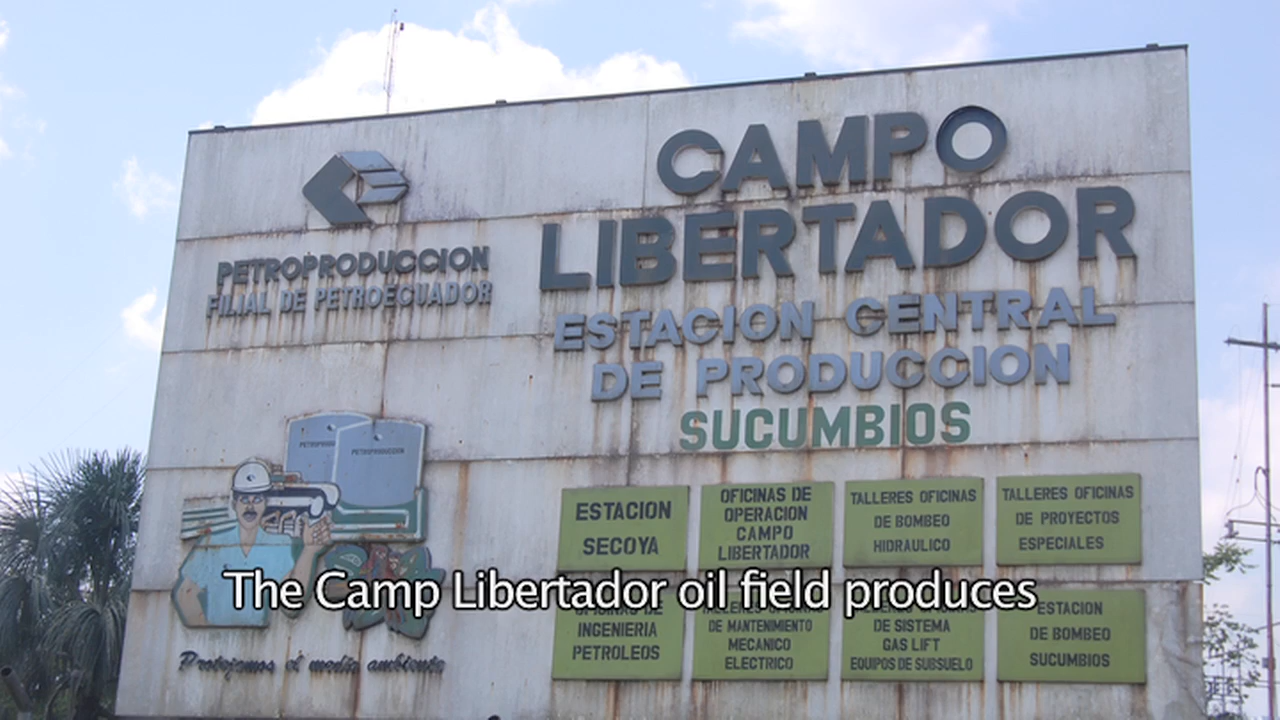 CAMPO
LIBERTADOR
ESTACION CENTRAL
DE PRODUCCION
SUCUMBIOS
PETROPRODUCCION
FILIAL DE PETROECUADOR
PETROPRODUCCION
Protejamos el medio ambiente
ESTACION
SECOYA
OFICINAS DE
OPERACION
CAMPO
LIBERTADOR
TALLERES OFICINAS
DE BOMBEO
HIDRAULICO
TALLERES OFICINAS
DE PROYECTOS
ESPECIALES
OFICINAS DE
INGENIERIA
PETROLEOS
DE MANTENIMIENTO
MECANICO
ELECTRICO
DE SISTEMA
GAS LIFT
EQUIPOS DE SUBSUELO
ESTACION
DE BOMBEO
SUCUMBIOS
The Camp Libertador oil field produces